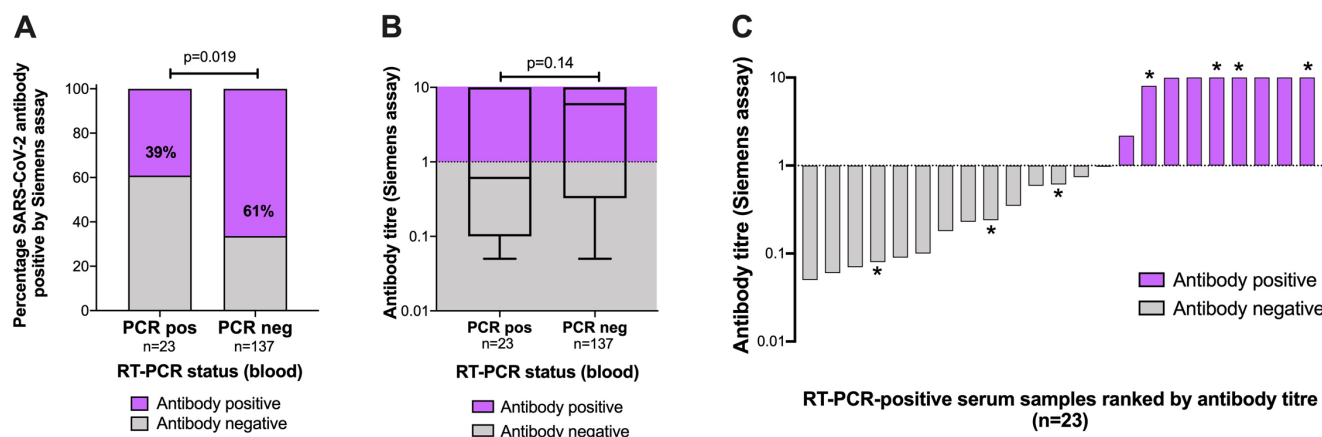 A
p=0.019
Percentage SARS-CoV-2 antibody
positive by Siemens assay
100
80
60
40
20
0
39%
61%
PCR pos
n=23
PCR neg
n=137
RT-PCR status (blood)
Antibody positive
Antibody negative
B
p=0.14
Antibody titre (Siemens assay)
10
1
0.1
0.01
PCR pos
n=23
PCR neg
n=137
RT-PCR status (blood)
Antibody positive
Antibody negative
C
Antibody titre (Siemens assay)
10
1
0.1
0.01
* * * * * * *
Antibody positive
Antibody negative
RT-PCR-positive serum samples ranked by antibody titre
(n=23)